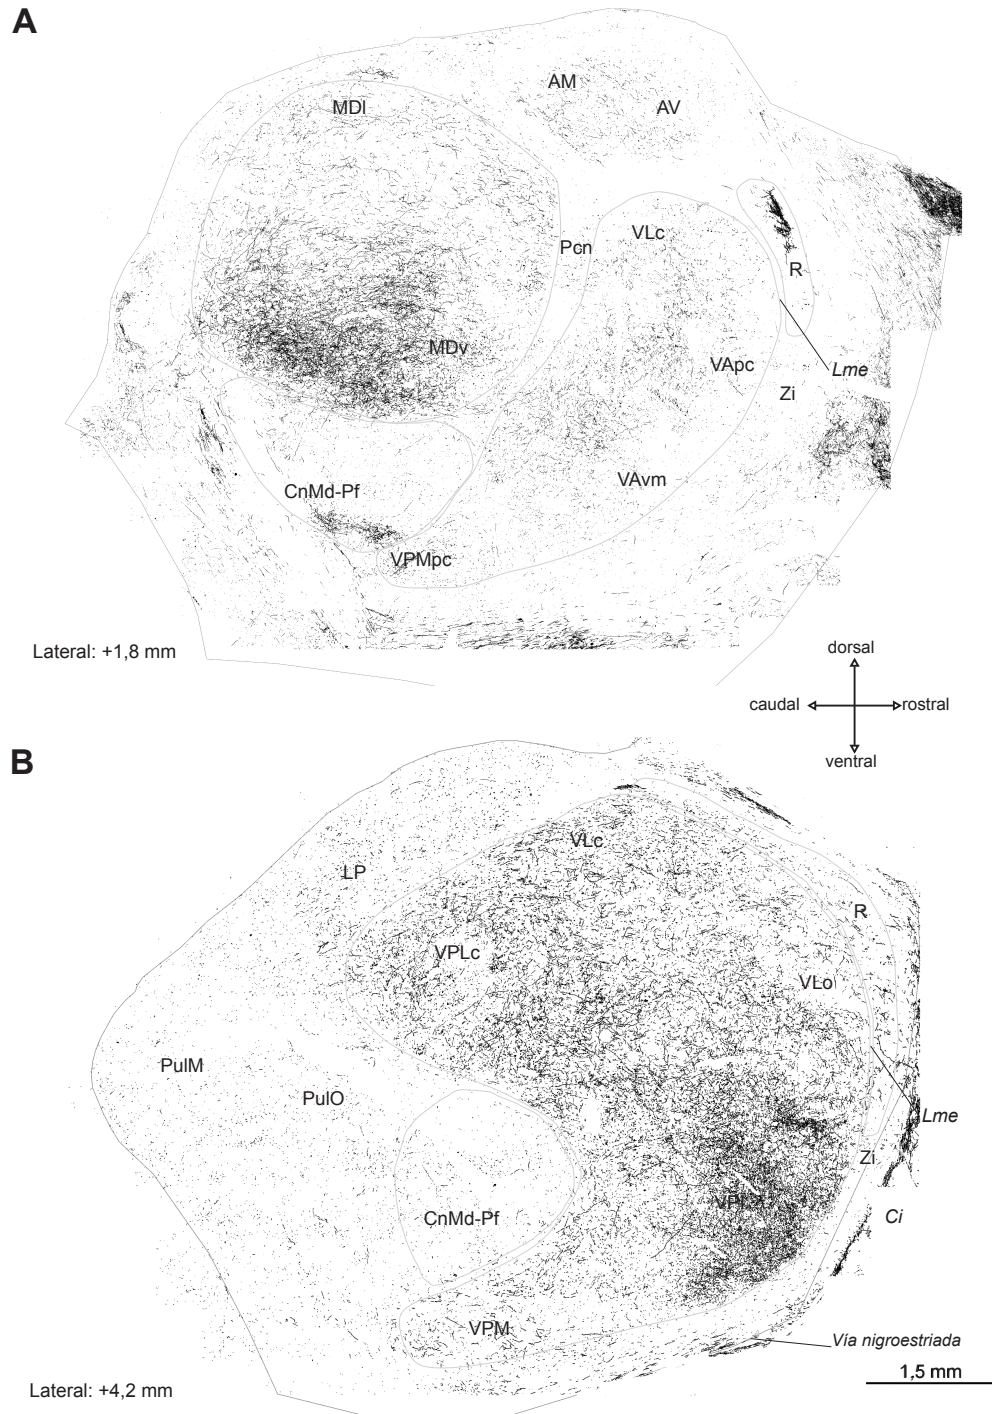 A
AM
MDl
AV
Pcn
VLc
R
MDv
VApc
Lme
Zi
CnMd-Pf
VAvm
VPMpc
Lateral: +1,8 mm
dorsal
caudal
rostral
ventral
B
VLc
LP
R
VPLc
VLo
PulM
PulO
Lme
Zi
CnMd-Pf
Ci
VPM
Via nigroestriada
1,5 mm
Lateral: +4,2 mm